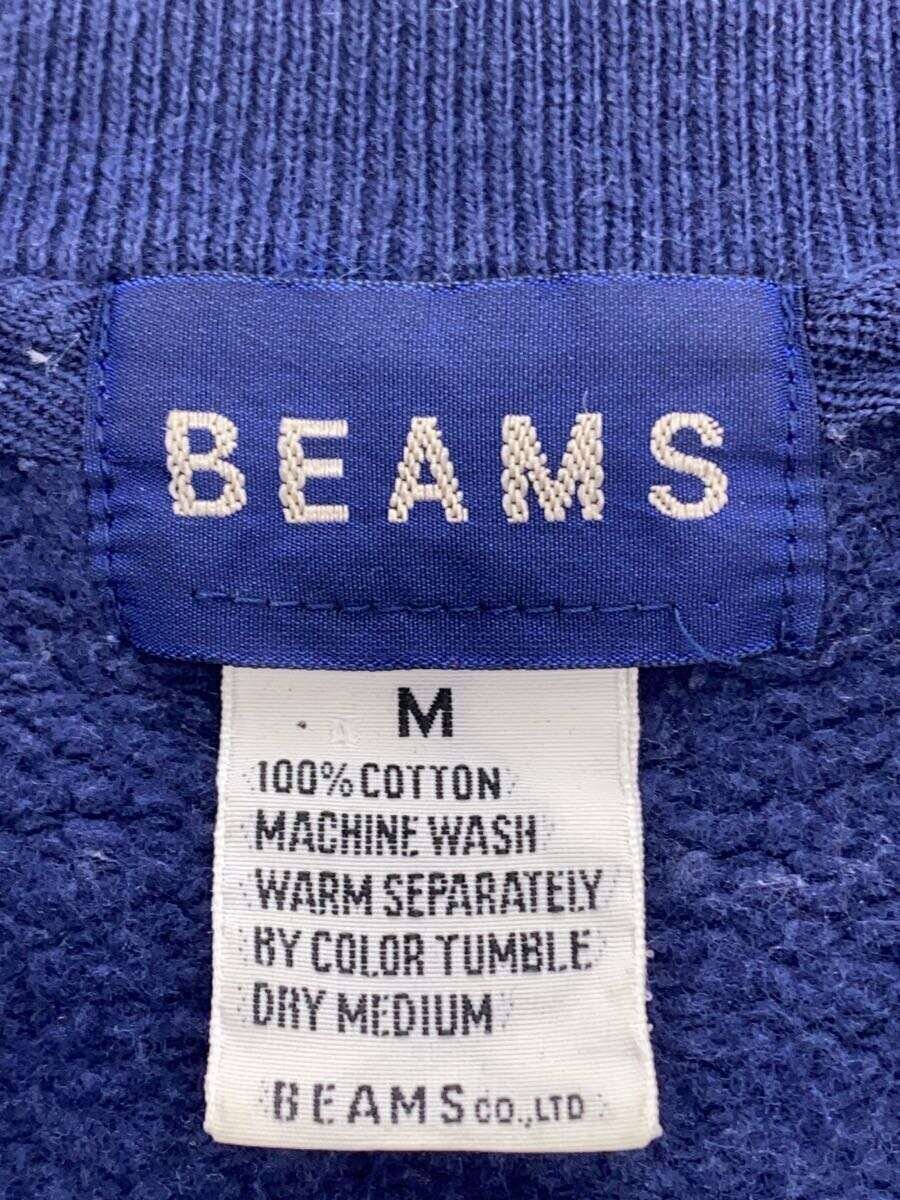 BEAMS
M
100% COTTON
MACHINE WASH
WARM SEPARATELY
BY COLOR TUMBLE
DRY MEDIUM
BEAMS CO.,LTD